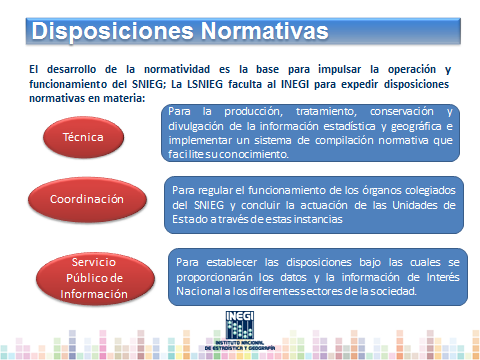 Disposiciones Normativas
El desarrollo de la normatividad es la base para impulsar la operación y
funcionamiento del SNIEG; La LSNIEG faculta al INEGI para expedir disposiciones
normativas en materia:
Técnica
Para la producción, tratamiento, conservación y
divulgación de la información estadística y geográfica e
implementar un sistema de compilación normativa que
facilite su conocimiento.
Coordinación
Para regular el funcionamiento de los órganos colegiados
del SNIEG y concluir la actuación de las Unidades de
Estado a través de estas instancias
Servicio
Público de
Información
Para establecer las disposiciones bajo las cuales se
proporcionarán los datos y la información de Interés
Nacional a los diferentes sectores de la sociedad.
INEGI
INSTITUTO NACIONAL
DE ESTADÍSTICA Y GEOGRAFÍA